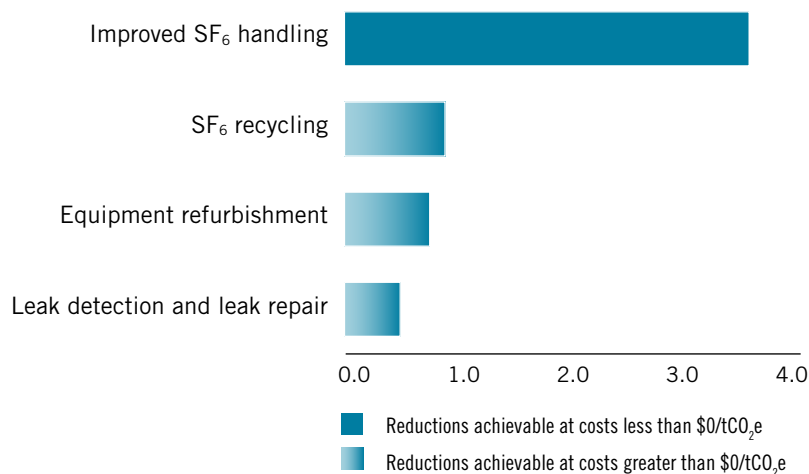 Improved SF₆ handling
SF₆ recycling
Equipment refurbishment
Leak detection and leak repair
0.0 1.0 2.0 3.0 4.0
Reductions achievable at costs less than $0/tCO₂e
Reductions achievable at costs greater than $0/tCO₂e